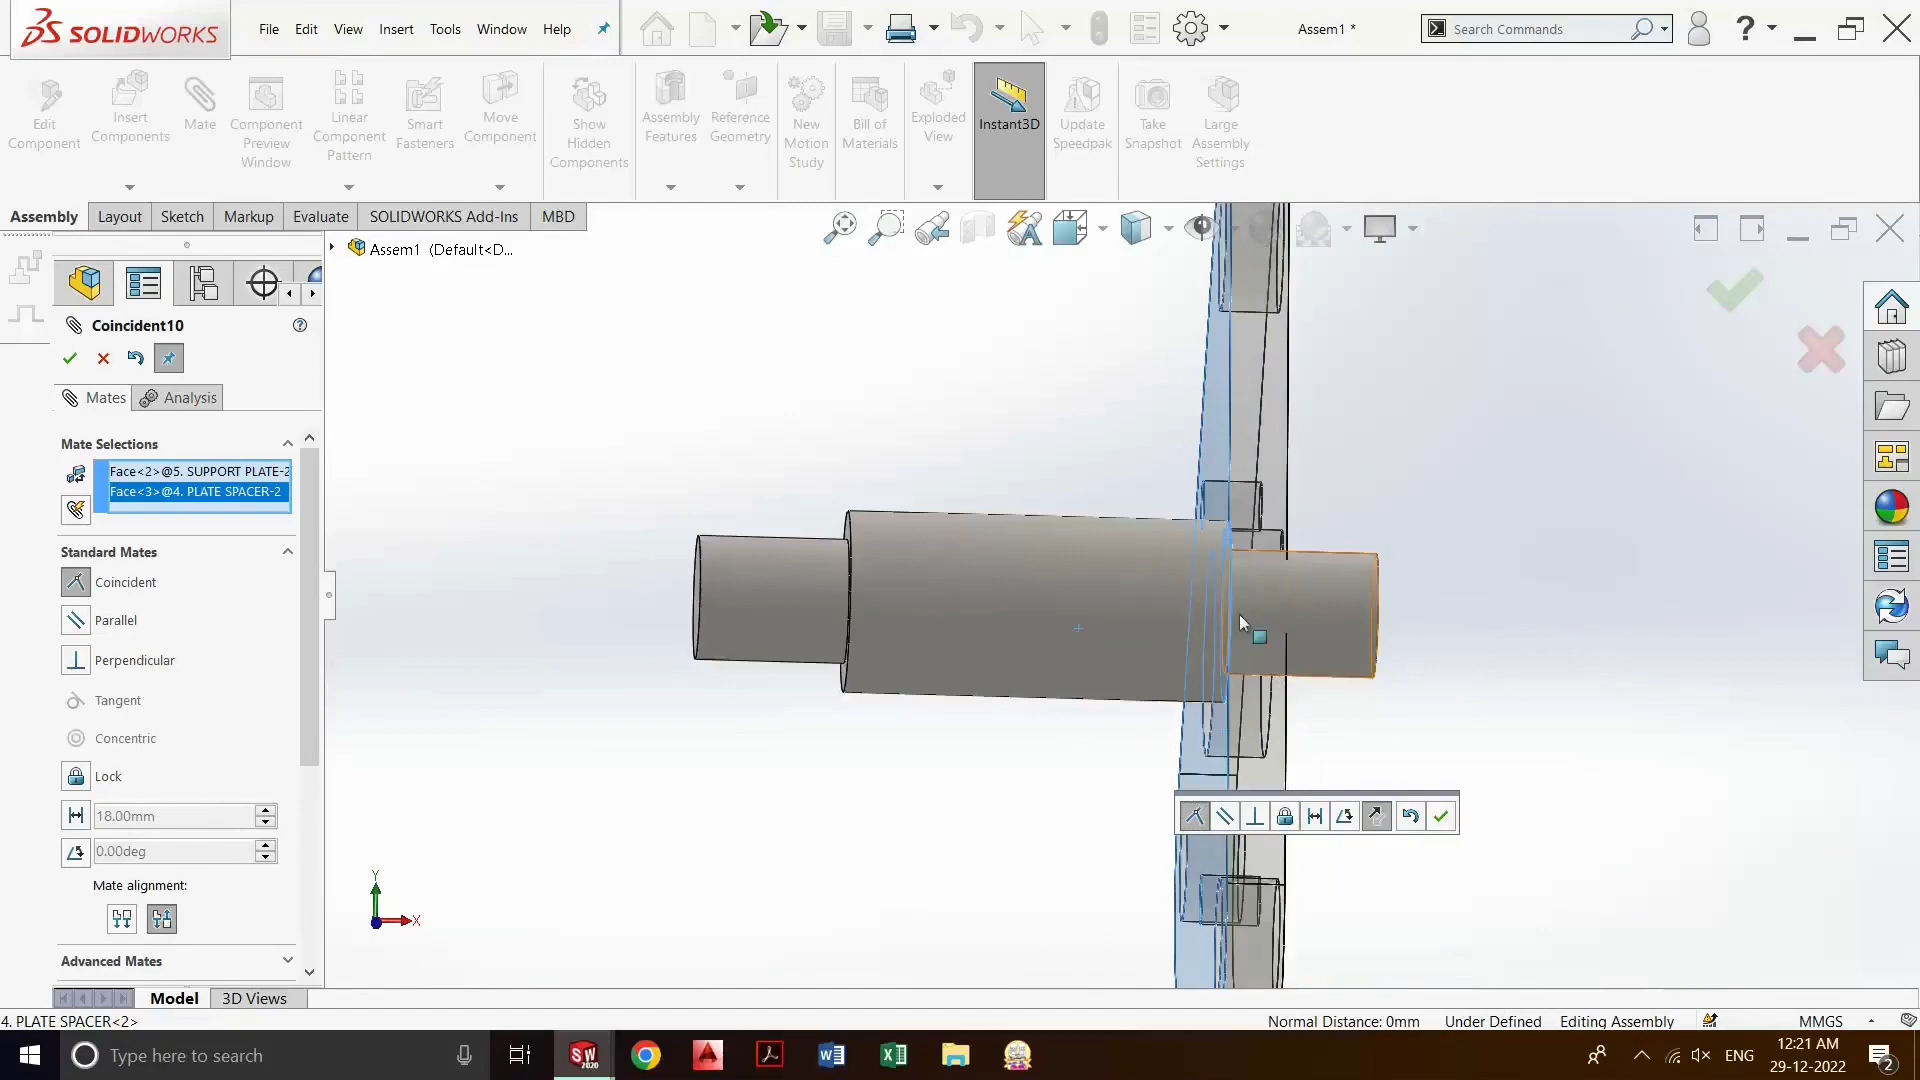 SOLIDWORKS
File Edit View Insert Tools Window Help
Assem1 *
Search Commands
Edit Component
Insert Components
Mate
Component Preview Window
Linear Component Pattern
Smart Fasteners
Move Component
Show Hidden Components
Assembly Features
Reference Geometry
New Motion Study
Bill of Materials
Exploded View
Instant3D
Update Speedpak
Take Snapshot
Large Assembly Settings
Assembly Layout Sketch Markup Evaluate SOLIDWORKS Add-Ins MBD
Assem1 (Default<D...
Coincident10
Mates Analysis
Mate Selections
Face<2>@5. SUPPORT PLATE-2
Face<3>@4. PLATE SPACER-2
Standard Mates
Coincident
Parallel
Perpendicular
Tangent
Concentric
Lock
18.00mm
0.00deg
Mate alignment:
Advanced Mates
Y
X
Model 3D Views
4. PLATE SPACER<2>
Normal Distance: 0mm Under Defined Editing Assembly MMGS
Type here to search
SW
2020
ENG
12:21 AM
29-12-2022
2